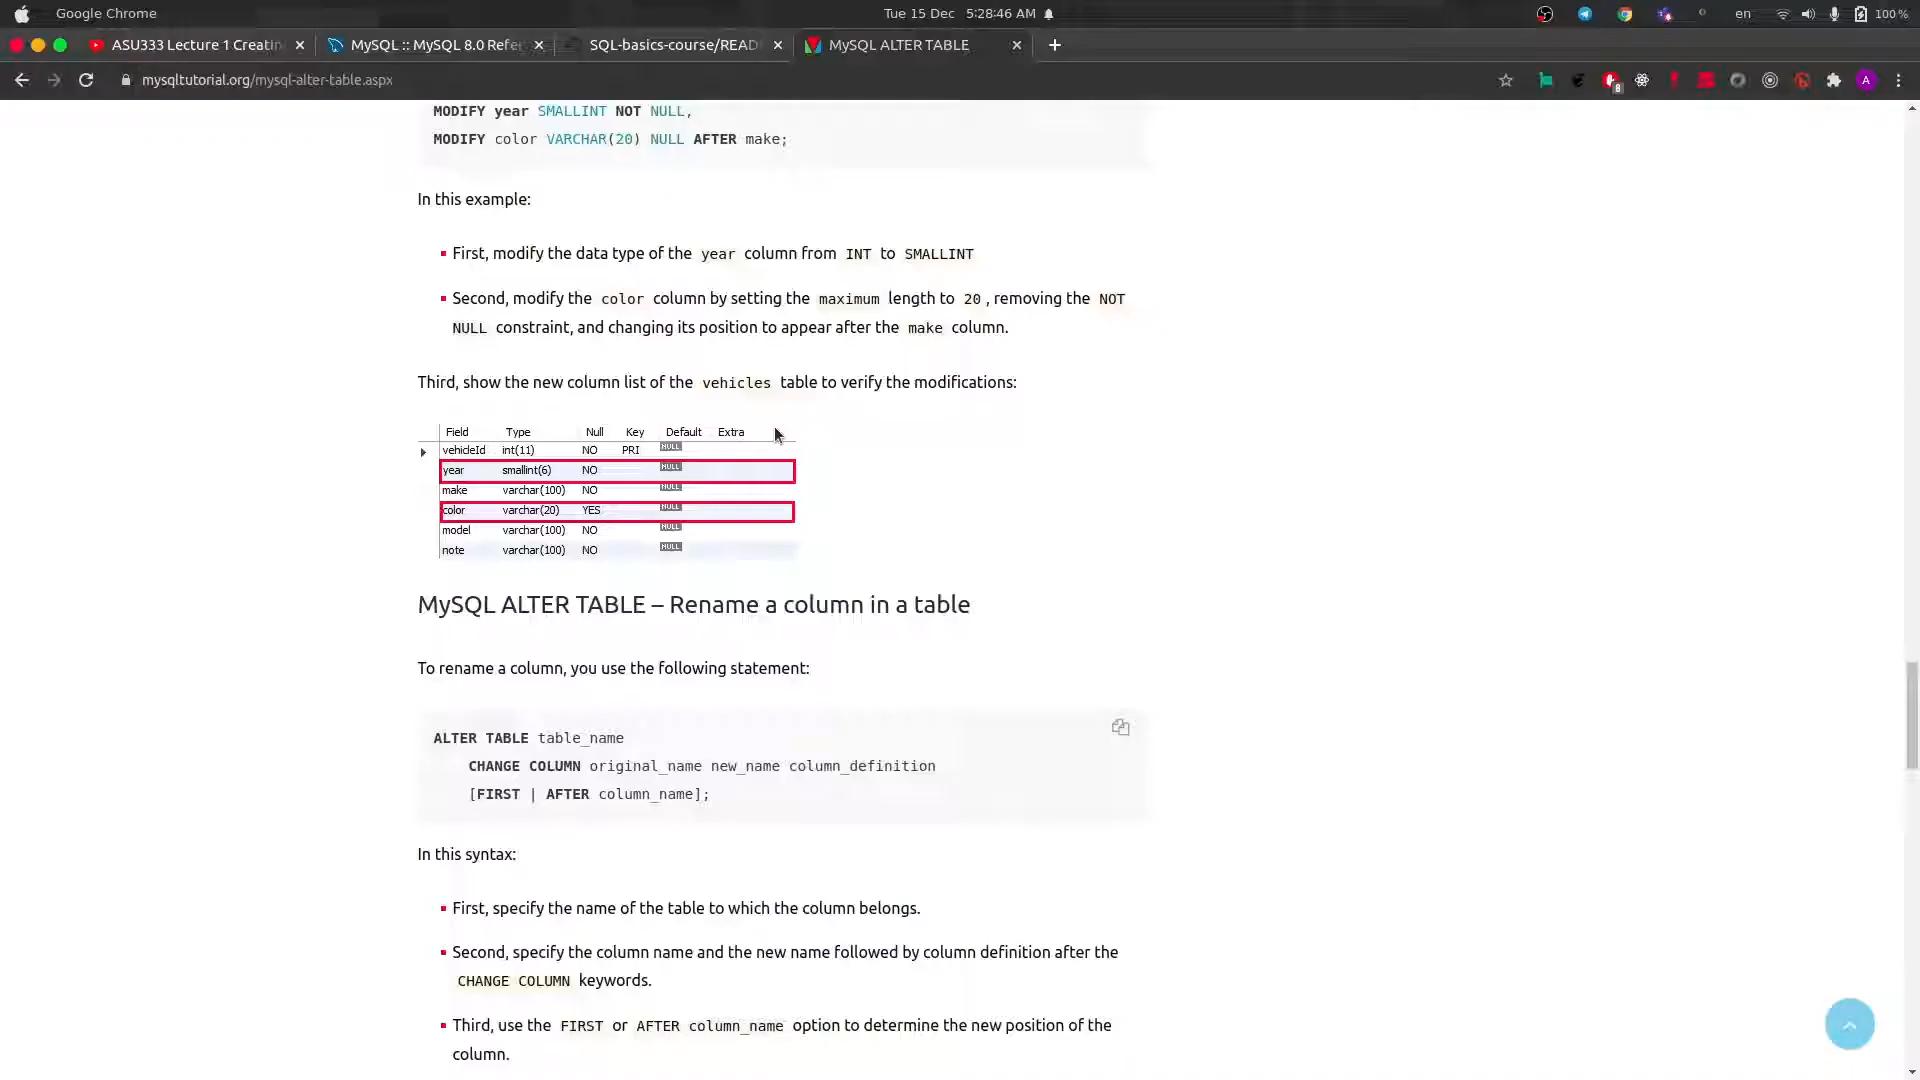 Google Chrome
Tue 15 Dec 5:28:46 AM
en
100 %
ASU333 Lecture 1 Creatin
MySQL :: MySQL 8.0 Refe
SQL-basics-course/READ
MySQL ALTER TABLE
mysqltutorial.org/mysql-alter-table.aspx
8
A
MODIFY year SMALLINT NOT NULL,
MODIFY color VARCHAR(20) NULL AFTER make;
In this example:
First, modify the data type of the year column from INT to SMALLINT
Second, modify the color column by setting the maximum length to 20 , removing the NOT
NULL constraint, and changing its position to appear after the make column.
Third, show the new column list of the vehicles table to verify the modifications:
Field Type Null Key Default Extra
vehicleId int(11) NO PRI NULL
year smallint(6) NO NULL
make varchar(100) NO NULL
color varchar(20) YES NULL
model varchar(100) NO NULL
note varchar(100) NO NULL
MySQL ALTER TABLE – Rename a column in a table
To rename a column, you use the following statement:
ALTER TABLE table_name
CHANGE COLUMN original_name new_name column_definition
[FIRST | AFTER column_name];
In this syntax:
First, specify the name of the table to which the column belongs.
Second, specify the column name and the new name followed by column definition after the
CHANGE COLUMN keywords.
Third, use the FIRST or AFTER column_name option to determine the new position of the
column.